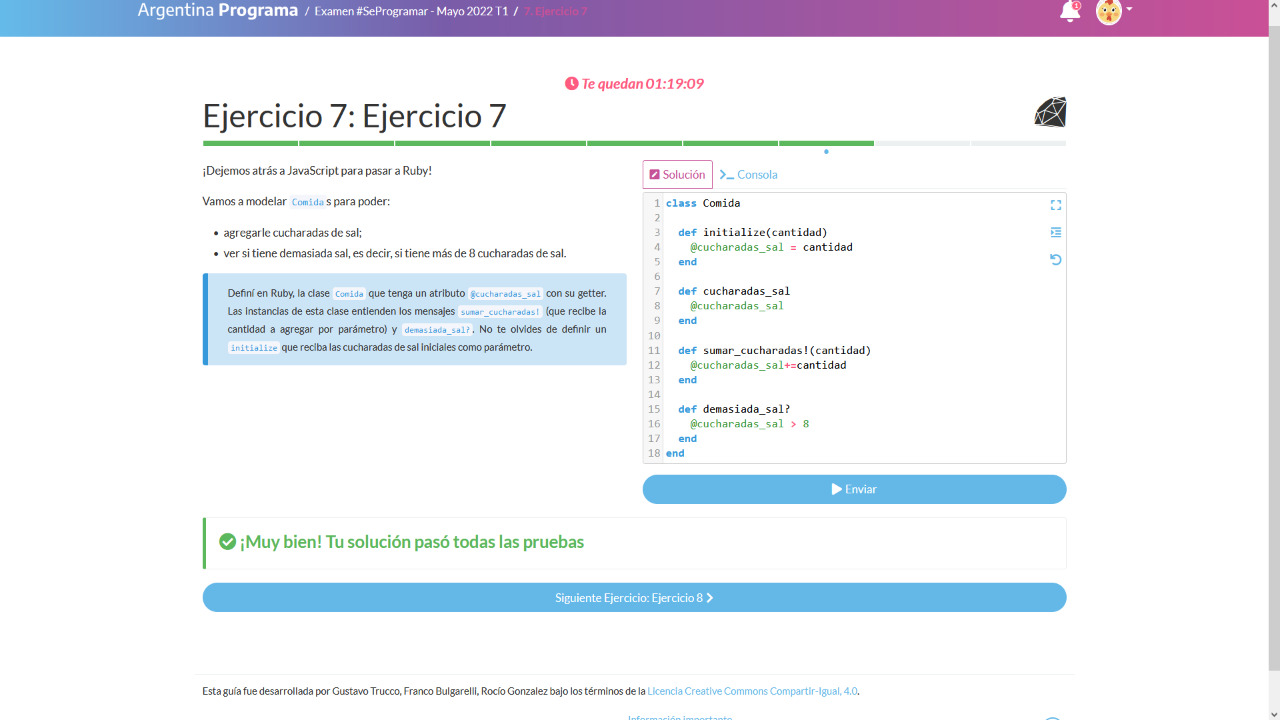 Argentina Programa / Examen #SeProgramar - Mayo 2022 T1 / 7. Ejercicio 7
1
Te quedan 01:19:09
Ejercicio 7: Ejercicio 7
¡Dejemos atrás a JavaScript para pasar a Ruby!
Vamos a modelar Comida s para poder:
• agregarle cucharadas de sal;
• ver si tiene demasiada sal, es decir, si tiene más de 8 cucharadas de sal.
Definí en Ruby, la clase Comida que tenga un atributo @cucharadas_sal con su getter.
Las instancias de esta clase entienden los mensajes sumar_cucharadas! (que recibe la
cantidad a agregar por parámetro) y demasiada_sal?. No te olvides de definir un
initialize que reciba las cucharadas de sal iniciales como parámetro.
Solución Consola
1 class Comida
2
3 def initialize(cantidad)
4 @cucharadas_sal = cantidad
5 end
6
7 def cucharadas_sal
8 @cucharadas_sal
9 end
10
11 def sumar_cucharadas!(cantidad)
12 @cucharadas_sal+=cantidad
13 end
14
15 def demasiada_sal?
16 @cucharadas_sal > 8
17 end
18 end
Enviar
¡Muy bien! Tu solución pasó todas las pruebas
Siguiente Ejercicio: Ejercicio 8
Esta guía fue desarrollada por Gustavo Trucco, Franco Bulgarelli, Rocío Gonzalez bajo los términos de la Licencia Creative Commons Compartir-Igual, 4.0.
Información importante